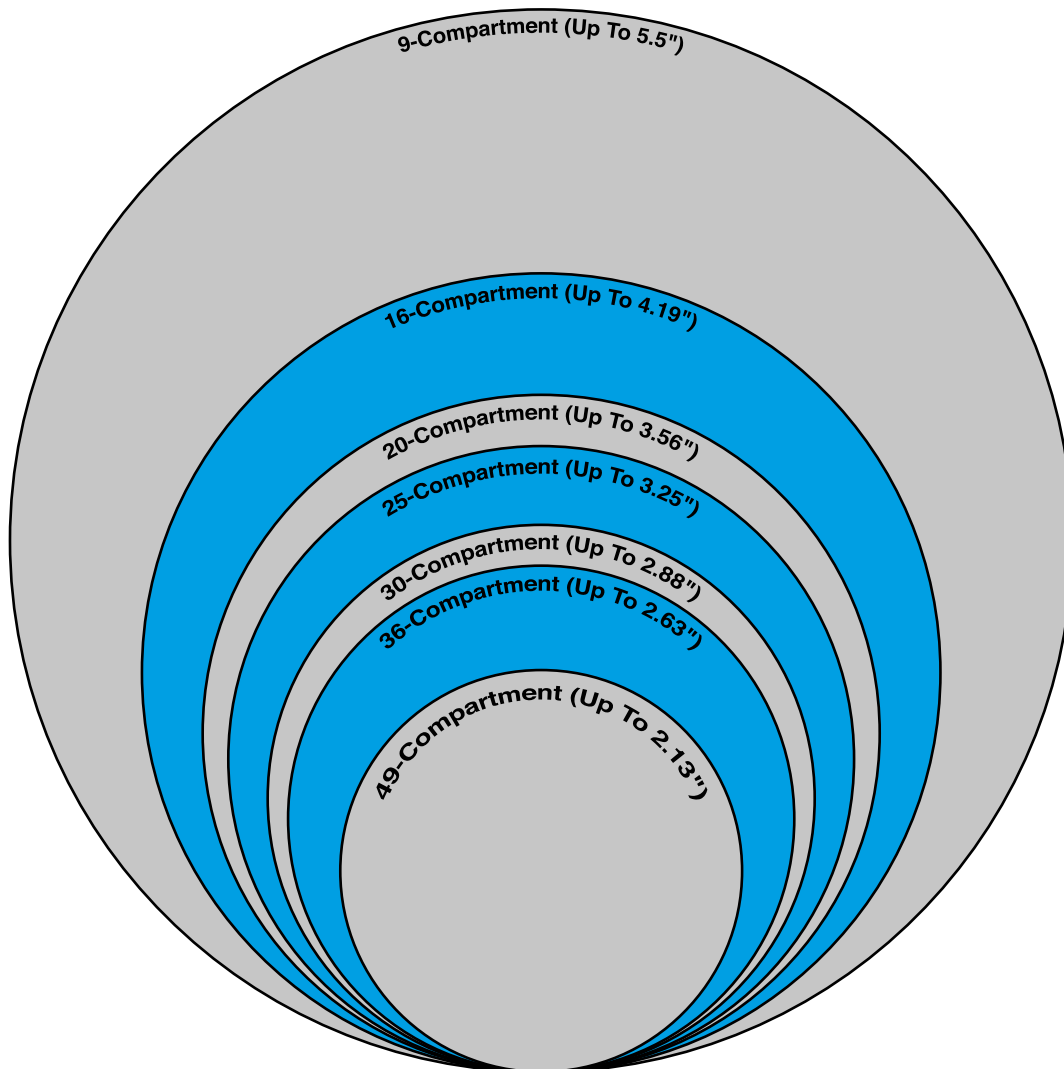 9-Compartment (Up To 5.5")
16-Compartment (Up To 4.19")
20-Compartment (Up To 3.56")
25-Compartment (Up To 3.25")
30-Compartment (Up To 2.88")
36-Compartment (Up To 2.63")
49-Compartment (Up To 2.13")